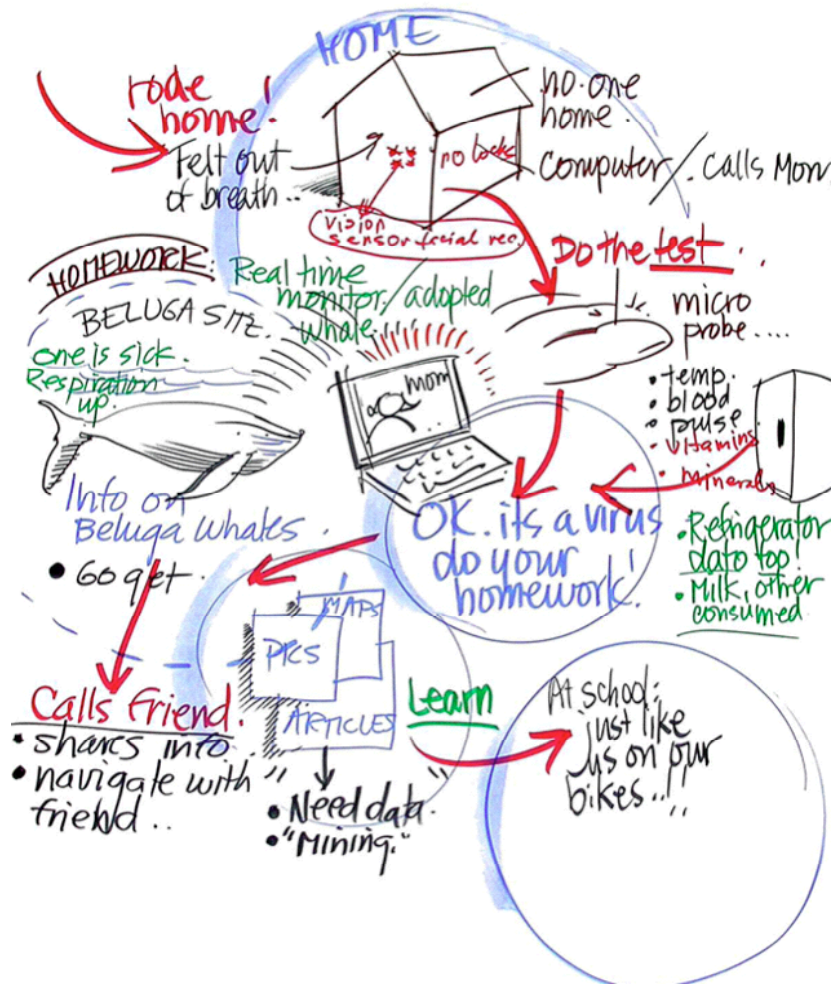 HOME
rode
home!
Felt out
of breath..
no one
home.
no locks
Computer/. Calls Mom.
Vision
sensor facial rec.
Do the test...
HOMEWORK:
BELUGA SITE.
one is sick.
Respiration
up.
Real time
monitor/adopted
whale.
mom
micro
probe....
• temp.
• blood
• pulse
• vitamins
• minerals
Info on
Beluga Whales.
• Go get.
OK. its a virus
do your
homework!
• Refrigerator
data too!
• Milk, other
consumed
MAPS
PICS
ARTICLES
Learn
Calls friend.
• shares info
• navigate with
friend..
• Need data.
• "Mining."
At school:
just like
us on our
bikes..!!